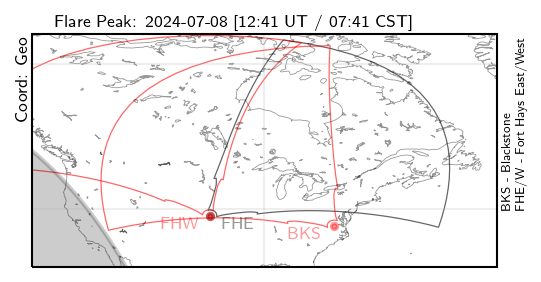 Flare Peak: 2024-07-08 [12:41 UT / 07:41 CST]
Coord: Geo
FHW
FHE
BKS
BKS - Blackstone
FHE/W - Fort Hays East/West